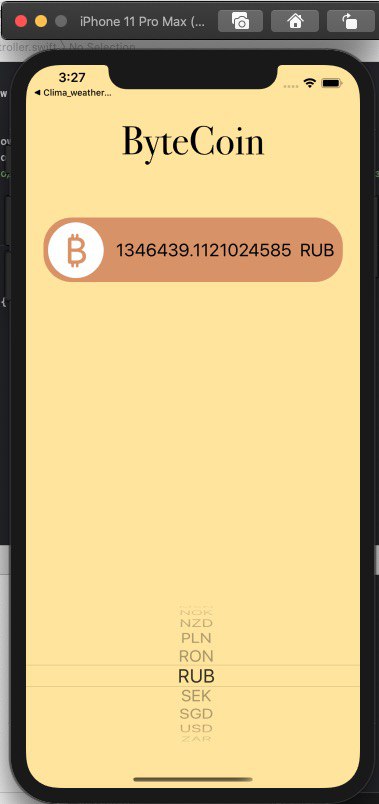 iPhone 11 Pro Max (...
troller.swift 〉 No Selection
3:27
◀ Clima_weather...
ByteCoin
1346439.1121024585 RUB
NOK
NZD
PLN
RON
RUB
SEK
SGD
USD
ZAR